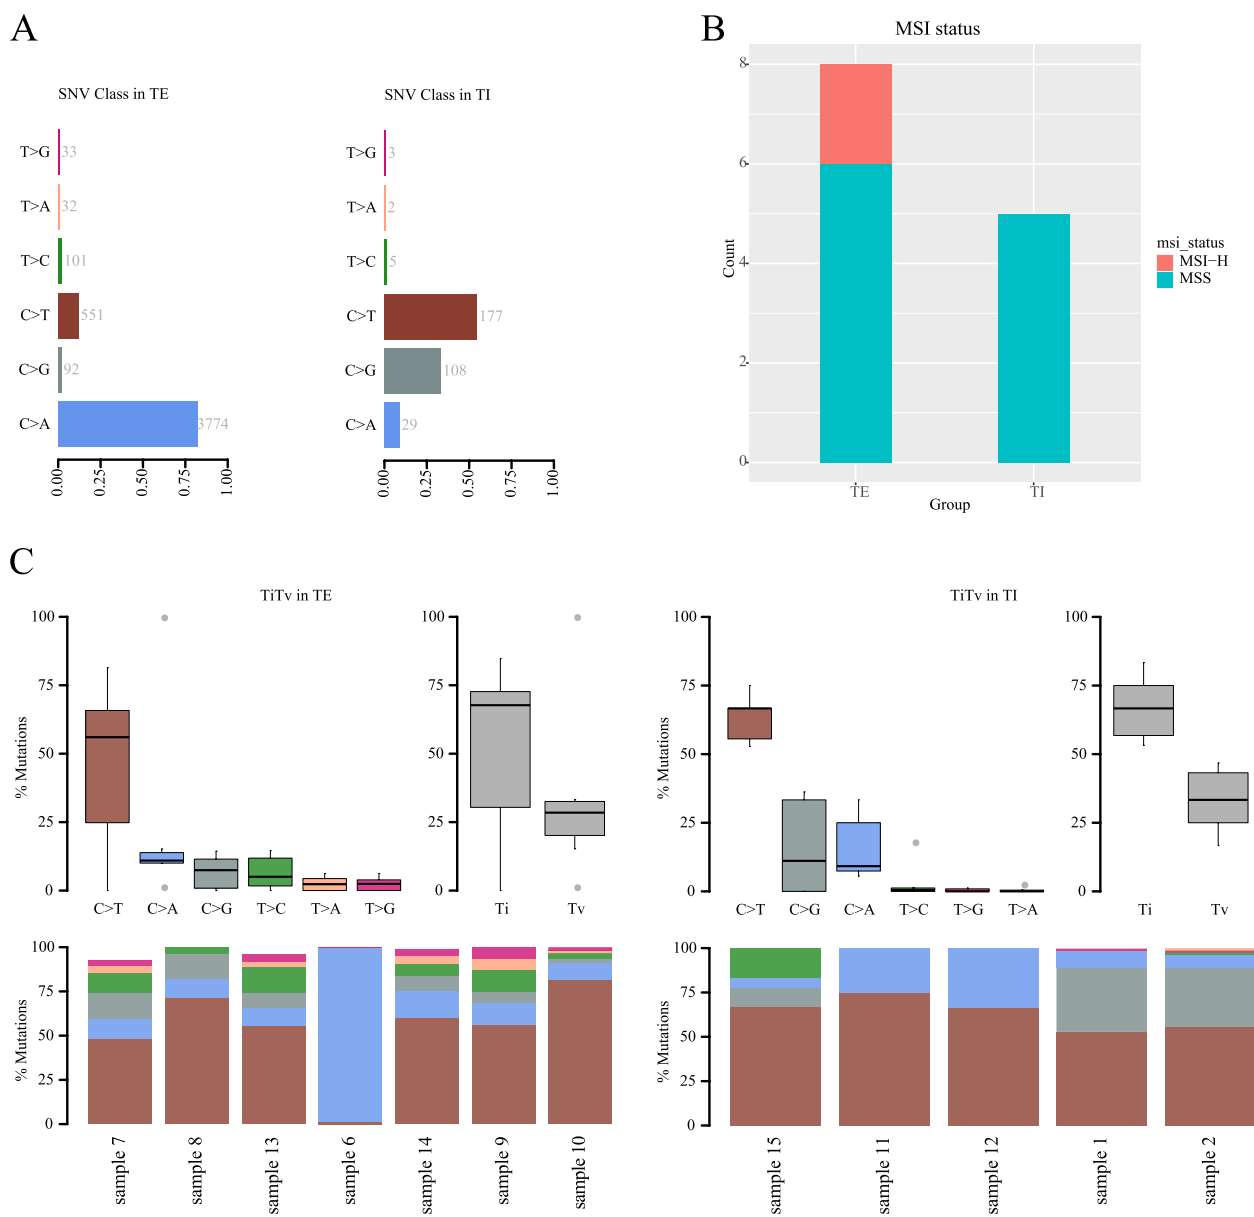 A
B
MSI status
SNV Class in TE
SNV Class in TI
T>G
33
T>A
32
T>C
101
C>T
551
C>G
92
C>A
3774
0.00
0.25
0.50
0.75
1.00
T>G
3
T>A
2
T>C
5
C>T
177
C>G
108
C>A
29
0.00
0.25
0.50
0.75
1.00
8
6
4
2
0
Count
TE
TI
Group
msi_status
MSI−H
MSS
C
TiTv in TE
TiTv in TI
100
75
50
25
0
% Mutations
C>T
C>A
C>G
T>C
T>A
T>G
100
75
50
25
0
Ti
Tv
100
75
50
25
0
% Mutations
C>T
C>G
C>A
T>C
T>G
T>A
100
75
50
25
0
Ti
Tv
100
75
50
25
0
% Mutations
sample 7
sample 8
sample 13
sample 6
sample 14
sample 9
sample 10
100
75
50
25
0
% Mutations
sample 15
sample 11
sample 12
sample 1
sample 2